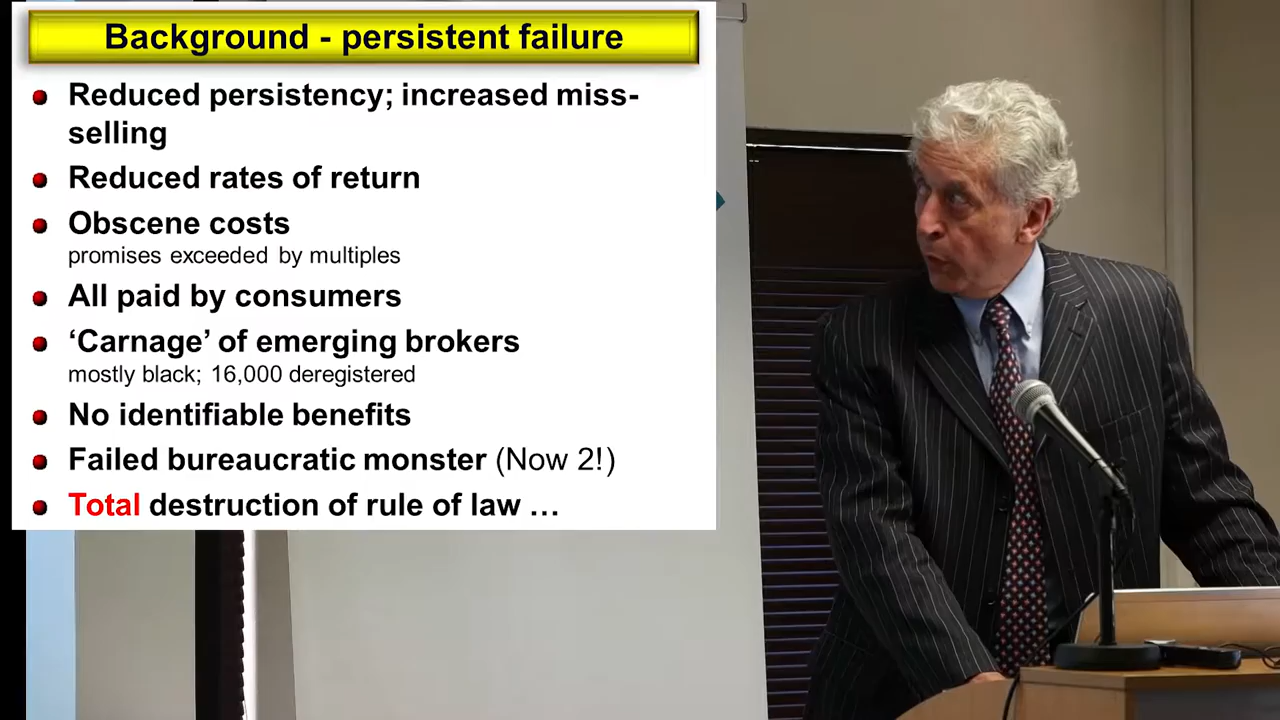 Background - persistent failure
Reduced persistency; increased miss-
selling
Reduced rates of return
Obscene costs
promises exceeded by multiples
All paid by consumers
‘Carnage’ of emerging brokers
mostly black; 16,000 deregistered
No identifiable benefits
Failed bureaucratic monster (Now 2!)
Total destruction of rule of law …